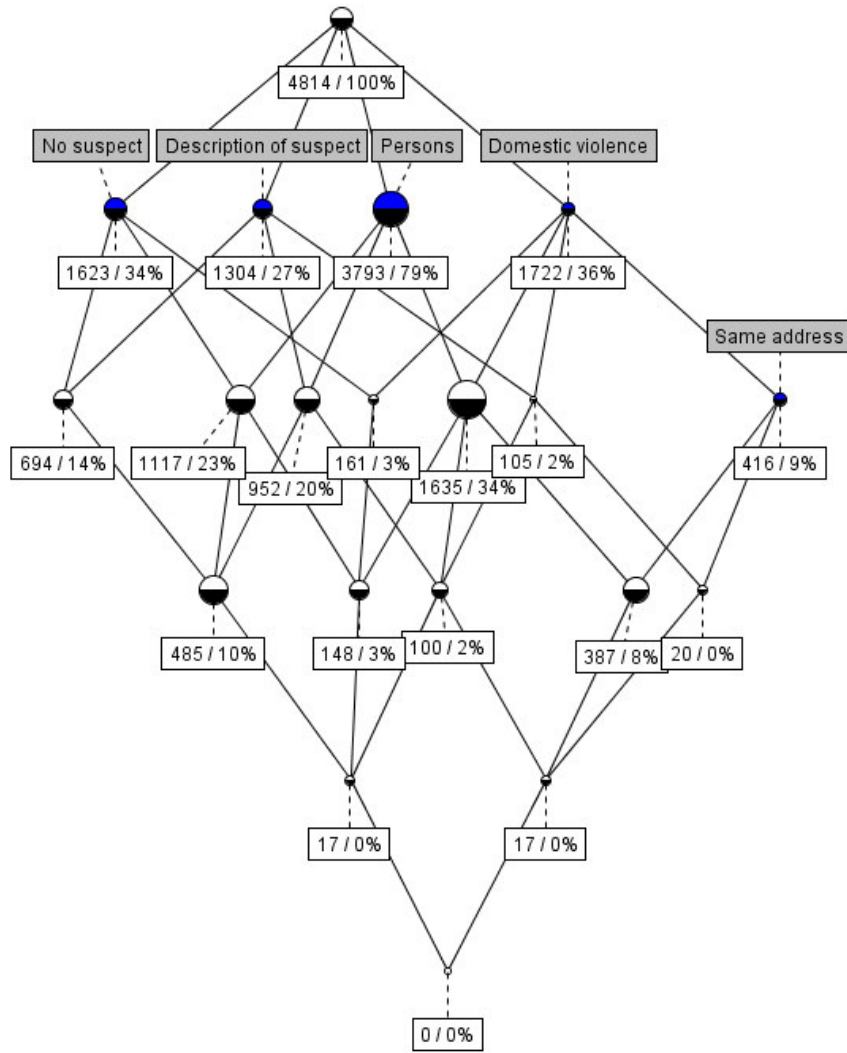 4814 / 100%
No suspect
Description of suspect
Persons
Domestic violence
1623 / 34%
1304 / 27%
3793 / 79%
1722 / 36%
Same address
694 / 14%
1117 / 23%
952 / 20%
161 / 3%
1635 / 34%
105 / 2%
416 / 9%
485 / 10%
148 / 3%
100 / 2%
387 / 8%
20 / 0%
17 / 0%
17 / 0%
0 / 0%